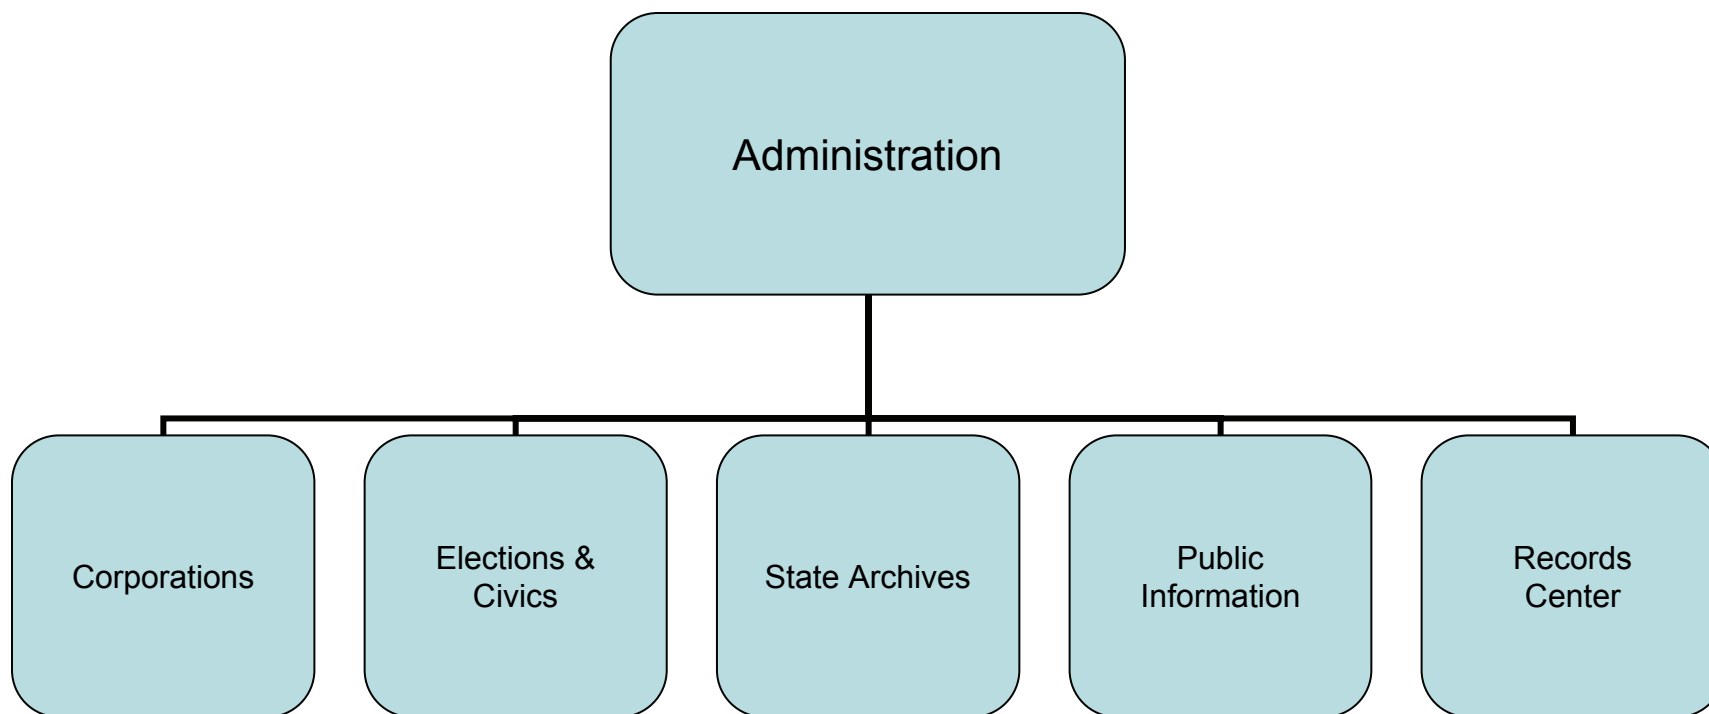 Administration
Corporations
Elections &
Civics
State Archives
Public
Information
Records
Center